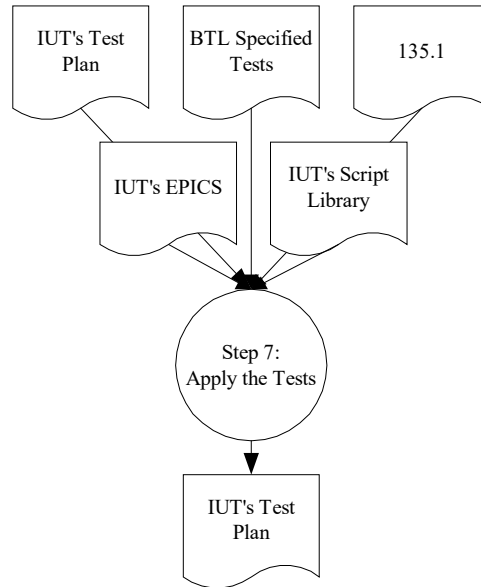 IUT's Test
Plan
BTL Specified
Tests
135.1
IUT's EPICS
IUT's Script
Library
Step 7:
Apply the Tests
IUT's Test
Plan